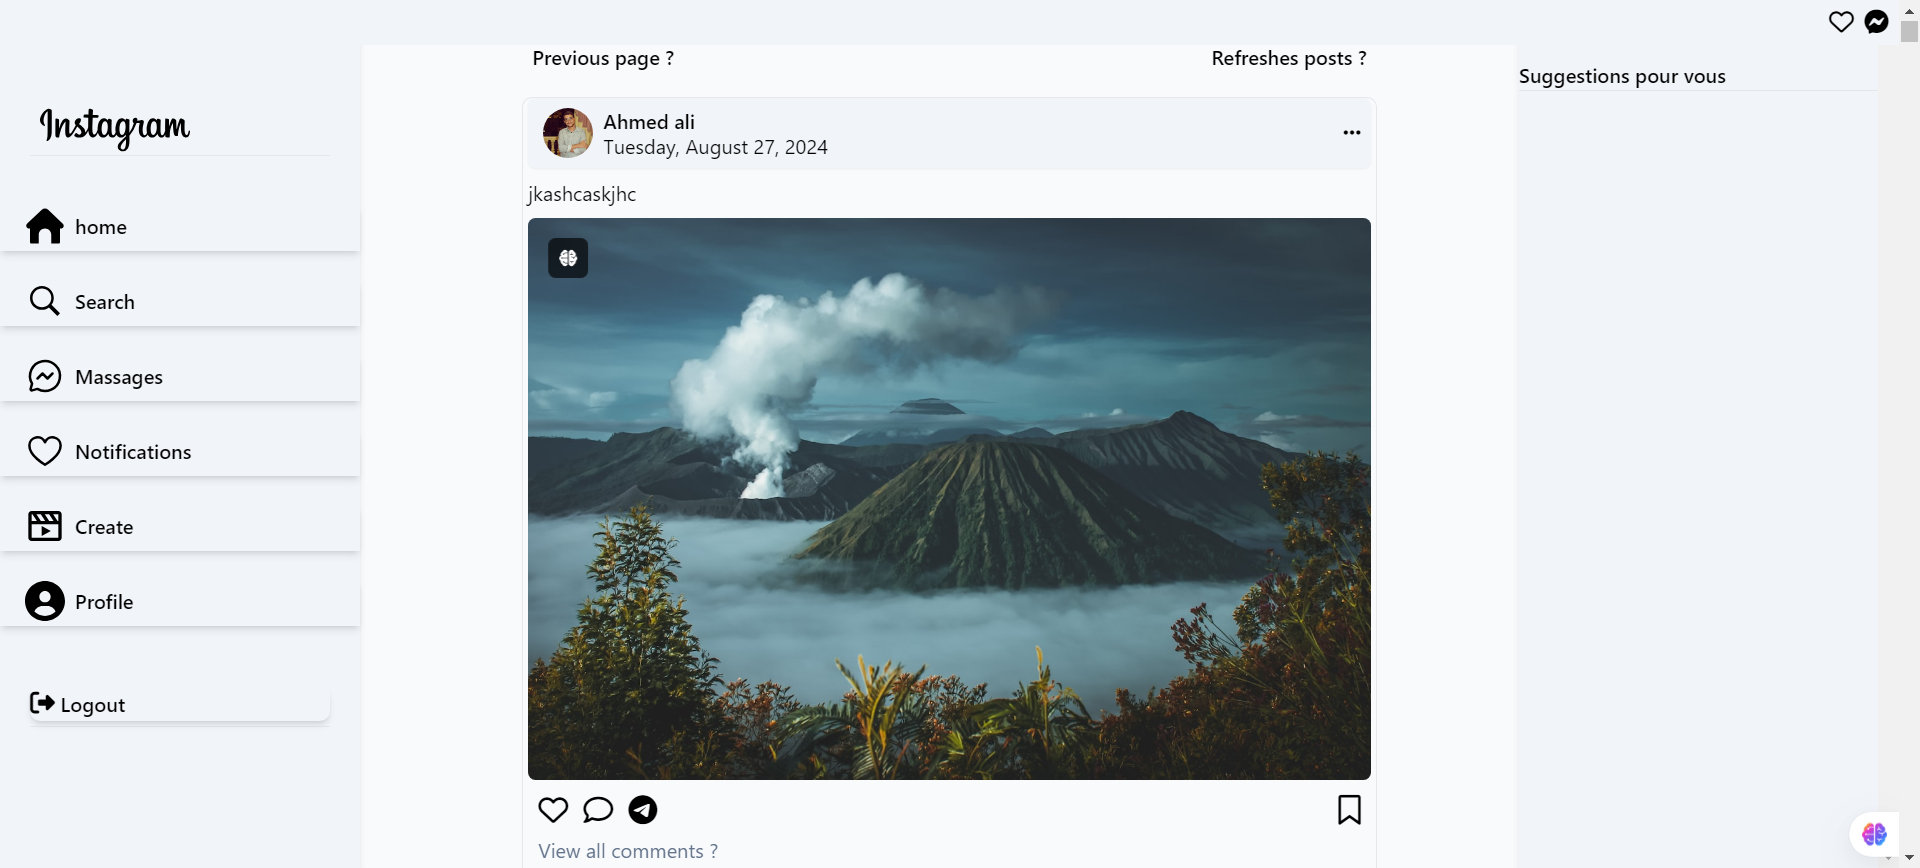 Instagram
home
Search
Massages
Notifications
Create
Profile
Logout
Previous page ?
Refreshes posts ?
Ahmed ali
Tuesday, August 27, 2024
jkashcaskjhc
View all comments ?
Suggestions pour vous